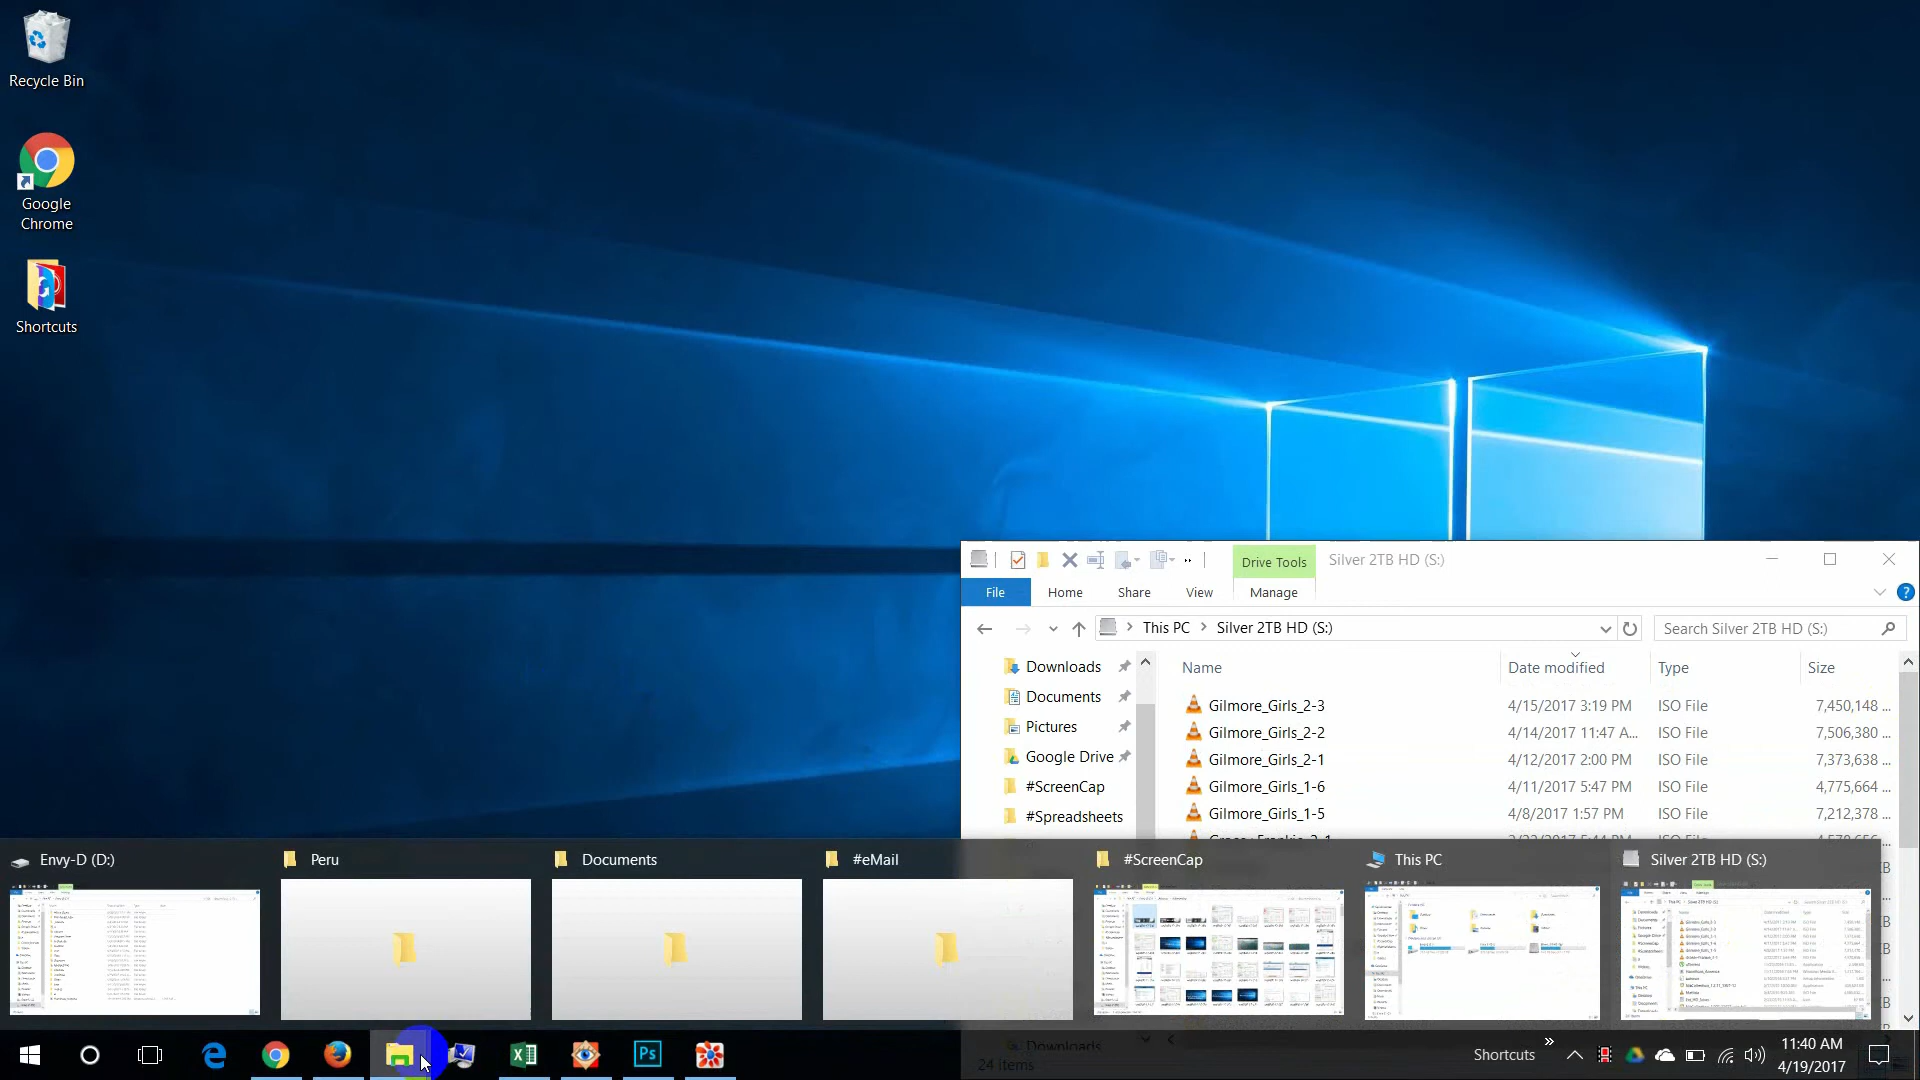 Recycle Bin
Google
Chrome
Shortcuts
Drive Tools
Silver 2TB HD (S:)
File
Home
Share
View
Manage
This PC
Silver 2TB HD (S:)
Search Silver 2TB HD (S:)
Downloads
Documents
Pictures
Google Drive
#ScreenCap
#Spreadsheets
Name
Date modified
Type
Size
Gilmore_Girls_2-3
4/15/2017 3:19 PM
ISO File
7,450,148 ...
Gilmore_Girls_2-2
4/14/2017 11:47 A...
ISO File
7,506,380 ...
Gilmore_Girls_2-1
4/12/2017 2:00 PM
ISO File
7,373,638 ...
Gilmore_Girls_1-6
4/11/2017 5:47 PM
ISO File
4,775,664 ...
Gilmore_Girls_1-5
4/8/2017 1:57 PM
ISO File
7,212,378 ...
Envy-D (D:)
Peru
Documents
#eMail
#ScreenCap
This PC
Silver 2TB HD (S:)
Downloads
24 items
Ps
Shortcuts
11:40 AM
4/19/2017